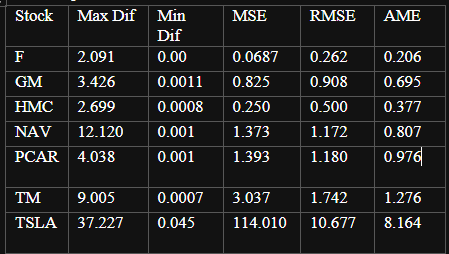 Stock Max Dif Min Dif MSE RMSE AME
F 2.091 0.00 0.0687 0.262 0.206
GM 3.426 0.0011 0.825 0.908 0.695
HMC 2.699 0.0008 0.250 0.500 0.377
NAV 12.120 0.001 1.373 1.172 0.807
PCAR 4.038 0.001 1.393 1.180 0.976
TM 9.005 0.0007 3.037 1.742 1.276
TSLA 37.227 0.045 114.010 10.677 8.164